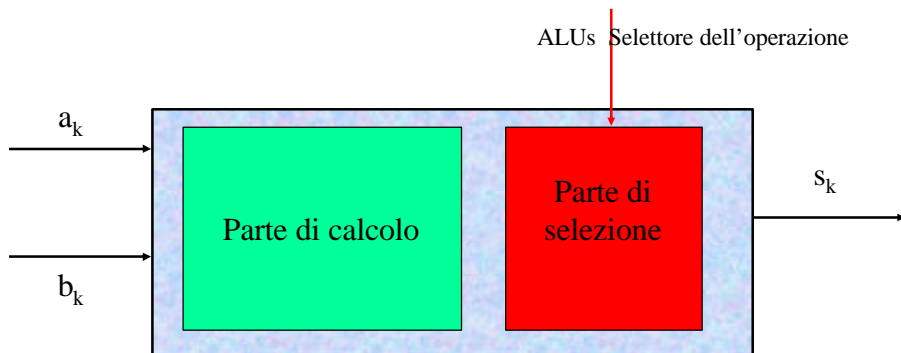 ALUs Selettore dell’operazione
aₖ
bₖ
Parte di calcolo
Parte di
selezione
sₖ